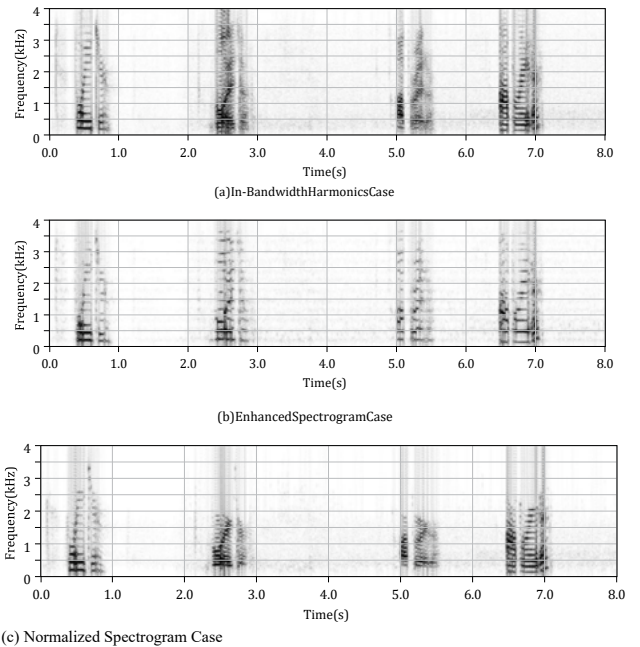 4
3
2
1
0
Frequency(kHz)
0.0 1.0 2.0 3.0 4.0 5.0 6.0 7.0 8.0
Time(s)
(a)In-BandwidthHarmonicsCase
4
3
2
1
0
Frequency(kHz)
0.0 1.0 2.0 3.0 4.0 5.0 6.0 7.0 8.0
Time(s)
(b)EnhancedSpectrogramCase
4
3
2
1
0
Frequency(kHz)
0.0 1.0 2.0 3.0 4.0 5.0 6.0 7.0 8.0
Time(s)
(c) Normalized Spectrogram Case